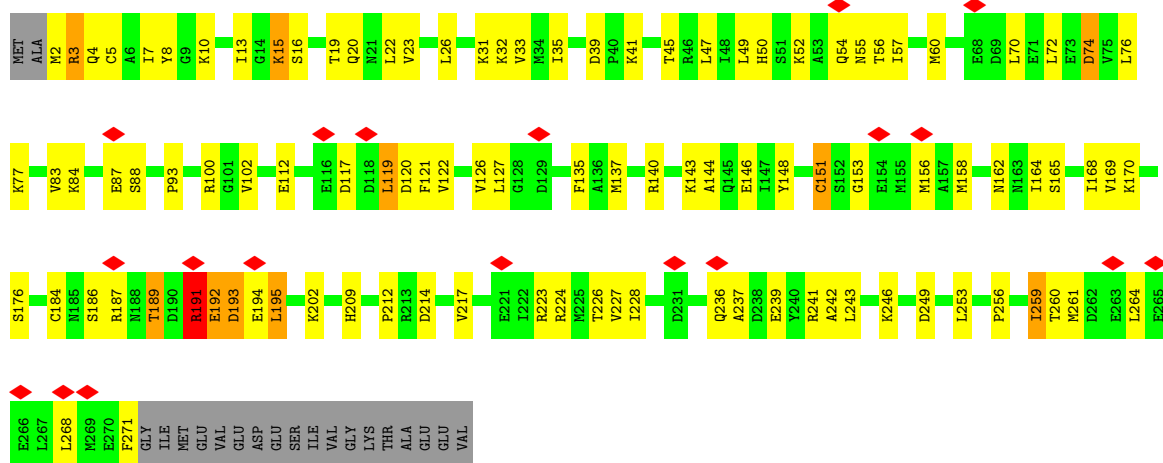 MET ALA M2 R3 Q4 C5 A6 I7 Y8 G9 K10 I13 G14 K15 S16 T19 Q20 N21 L22 V23 L26 K31 K32 V33 M34 I35 D39 P40 K41 T45 R46 L47 I48 L49 H50 S51 K52 A53 Q54 N55 T56 I57 M60 E68 D69 L70 E71 L72 E73 D74 V75 L76
K77 V83 K84 E87 S88 P93 R100 G101 V102 E112 E116 D117 D118 L119 D120 F121 V122 V126 L127 G128 D129 F135 A136 M137 R140 K143 A144 Q145 E146 I147 Y148 C151 S152 G153 E154 M155 M156 A157 M158 N162 N163 I164 S165 I168 V169 K170
S176 C184 N185 S186 R187 N188 T189 D190 R191 E192 D193 E194 L195 K202 H209 P212 R213 D214 V217 E221 I222 R223 R224 M225 T226 V227 I228 D231 Q236 A237 D238 E239 Y240 R241 A242 L243 K246 D249 L253 P256 I259 T260 M261 D262 E263 L264 E265
E266 L267 L268 M269 E270 F271 GLY ILE MET GLU VAL GLU ASP GLU SER ILE VAL GLY LYS THR ALA GLU GLU VAL